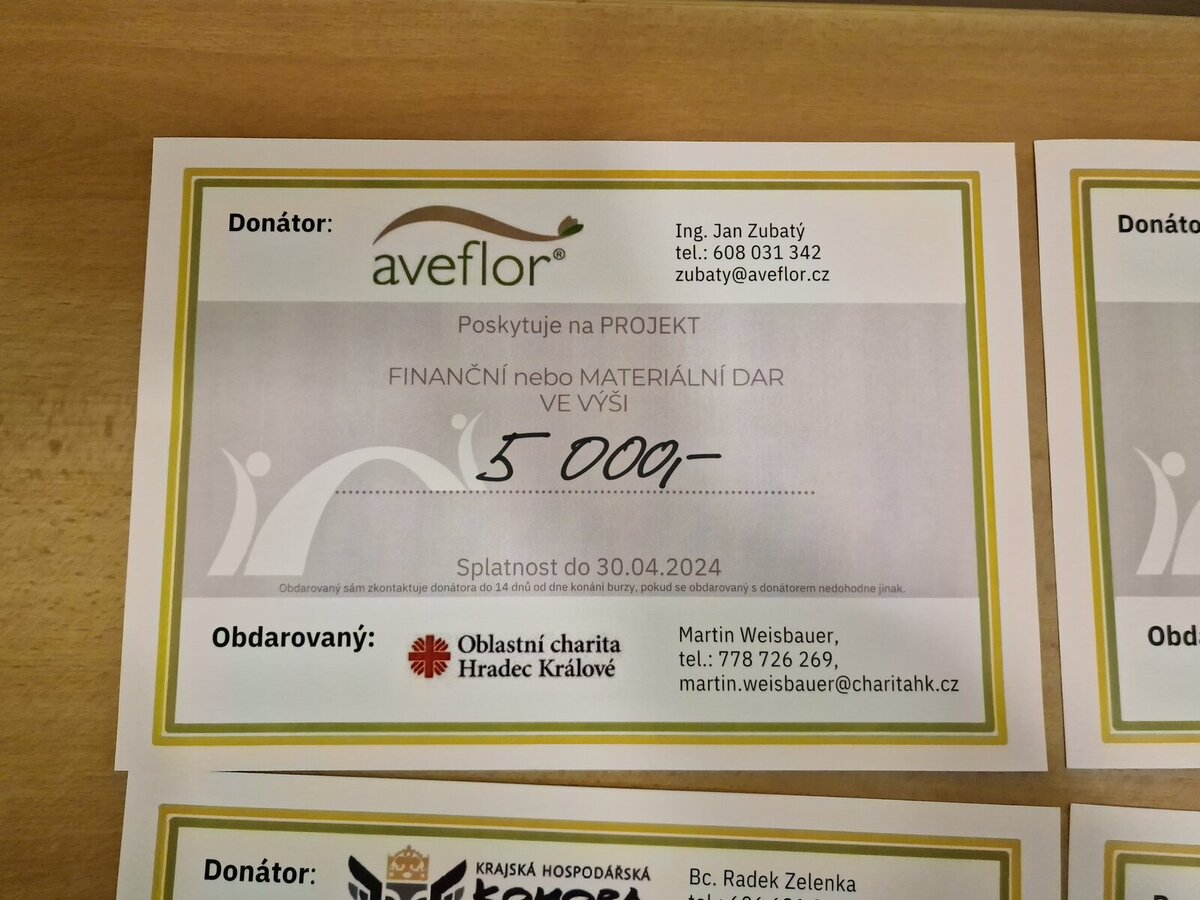 Donátor:
aveflor®
Ing. Jan Zubatý
tel.: 608 031 342
zubaty@aveflor.cz
Poskytuje na PROJEKT
FINANČNÍ nebo MATERIÁLNÍ DAR
VE VÝŠI
5 000,-
Splatnost do 30.04.2024
Obdarovaný sám zkontaktuje donátora do 14 dnů od dne konání burzy, pokud se obdarovaný s donátorem nedohodne jinak.
Obdarovaný:
Oblastní charita
Hradec Králové
Martin Weisbauer,
tel.: 778 726 269,
martin.weisbauer@charitahk.cz
Donátor:
KRAJSKÁ HOSPODÁŘSKÁ
KOMORA
Bc. Radek Zelenka